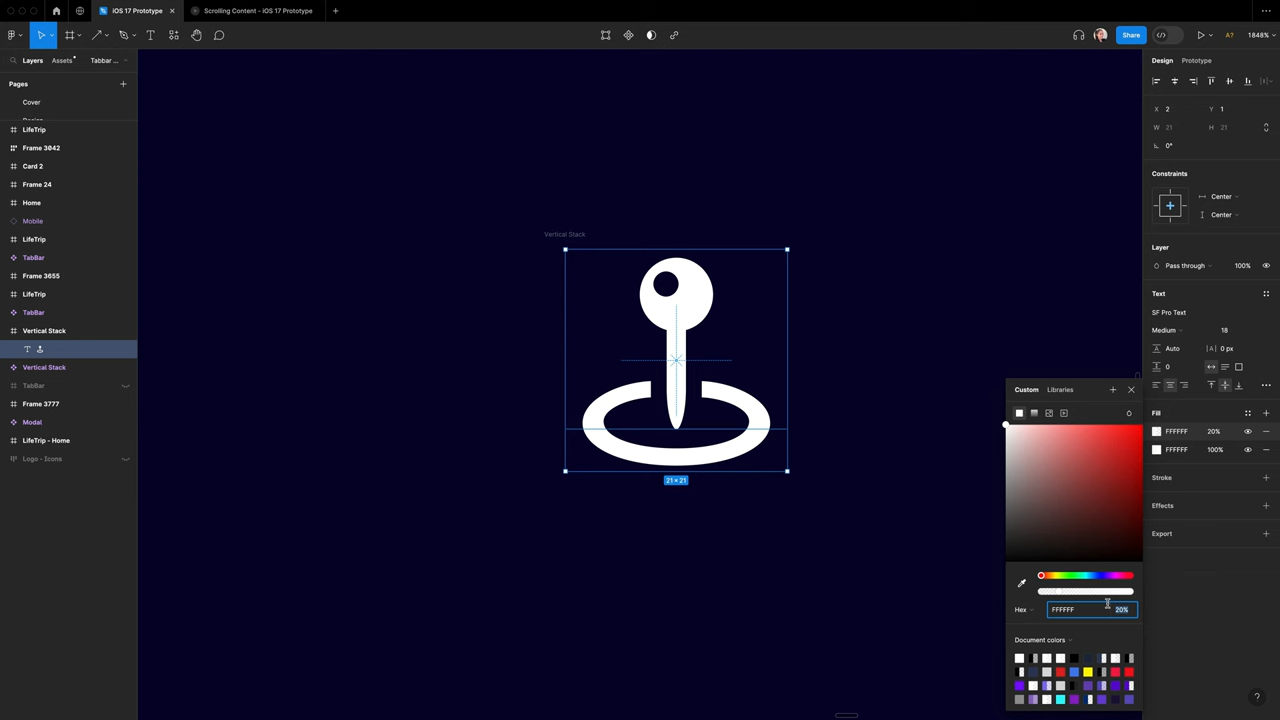 iOS 17 Prototype
Scrolling Content - iOS 17 Prototype
Share
A?
1848%
Layers
Assets
Tabbar ...
Design
Prototype
Pages
Cover
LifeTrip
Frame 3042
Card 2
Frame 24
Home
Mobile
LifeTrip
TabBar
Frame 3655
LifeTrip
TabBar
Vertical Stack
Vertical Stack
TabBar
Frame 3777
Modal
LifeTrip - Home
Logo - Icons
Vertical Stack
21 × 21
X 2
Y 1
W 21
H 21
0°
Constraints
Center
Center
Layer
Pass through
100%
Text
SF Pro Text
Medium
18
Auto
0 px
0
Fill
FFFFFF
20%
FFFFFF
100%
Stroke
Effects
Export
Custom
Libraries
Hex
FFFFFF
20%
Document colors
?